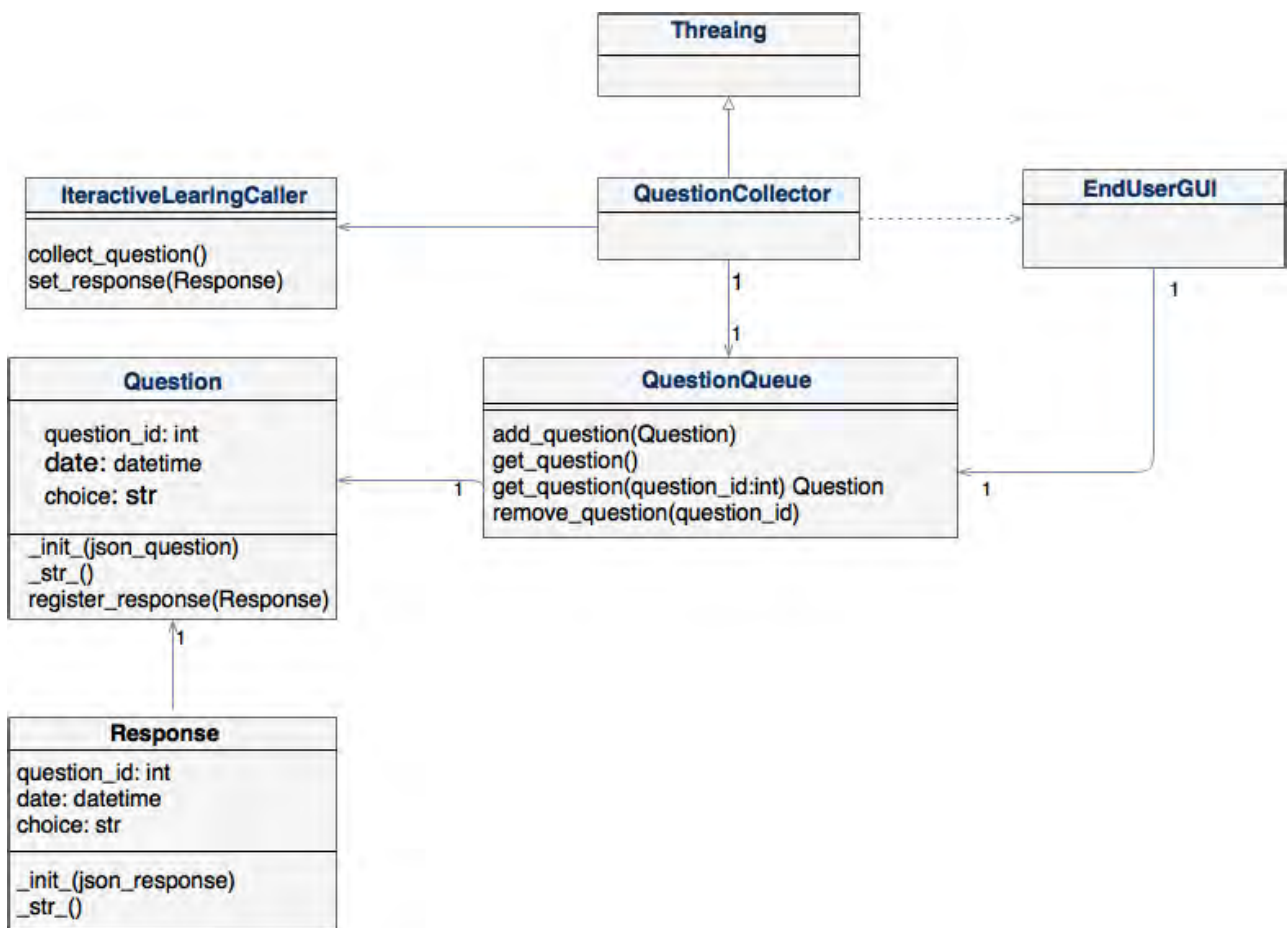 Threaing
IteractiveLearingCaller
collect_question()
set_response(Response)
QuestionCollector
EndUserGUI
1
1
1
Question
question_id: int
date: datetime
choice: str
_init_(json_question)
_str_()
register_response(Response)
QuestionQueue
add_question(Question)
get_question()
get_question(question_id:int) Question
remove_question(question_id)
1
1
1
Response
question_id: int
date: datetime
choice: str
_init_(json_response)
_str_()